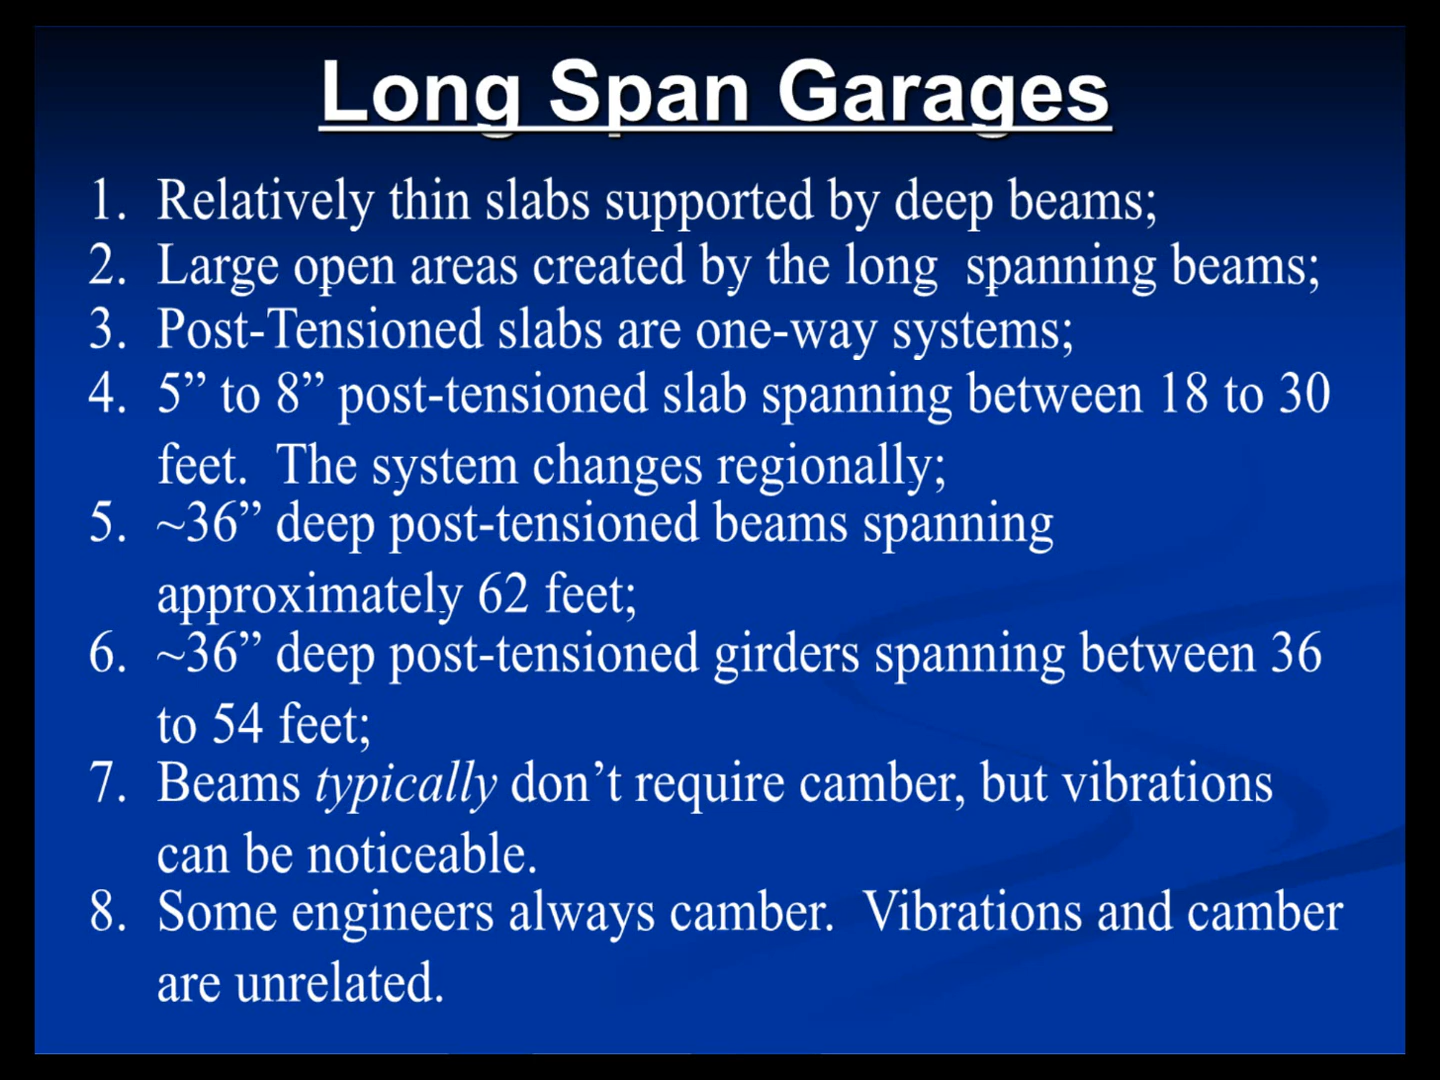 Long Span Garages
1. Relatively thin slabs supported by deep beams;
2. Large open areas created by the long  spanning beams;
3. Post-Tensioned slabs are one-way systems;
4. 5” to 8” post-tensioned slab spanning between 18 to 30
feet.  The system changes regionally;
5. ~36” deep post-tensioned beams spanning
approximately 62 feet;
6. ~36” deep post-tensioned girders spanning between 36
to 54 feet;
7. Beams typically don’t require camber, but vibrations
can be noticeable.
8. Some engineers always camber.  Vibrations and camber
are unrelated.